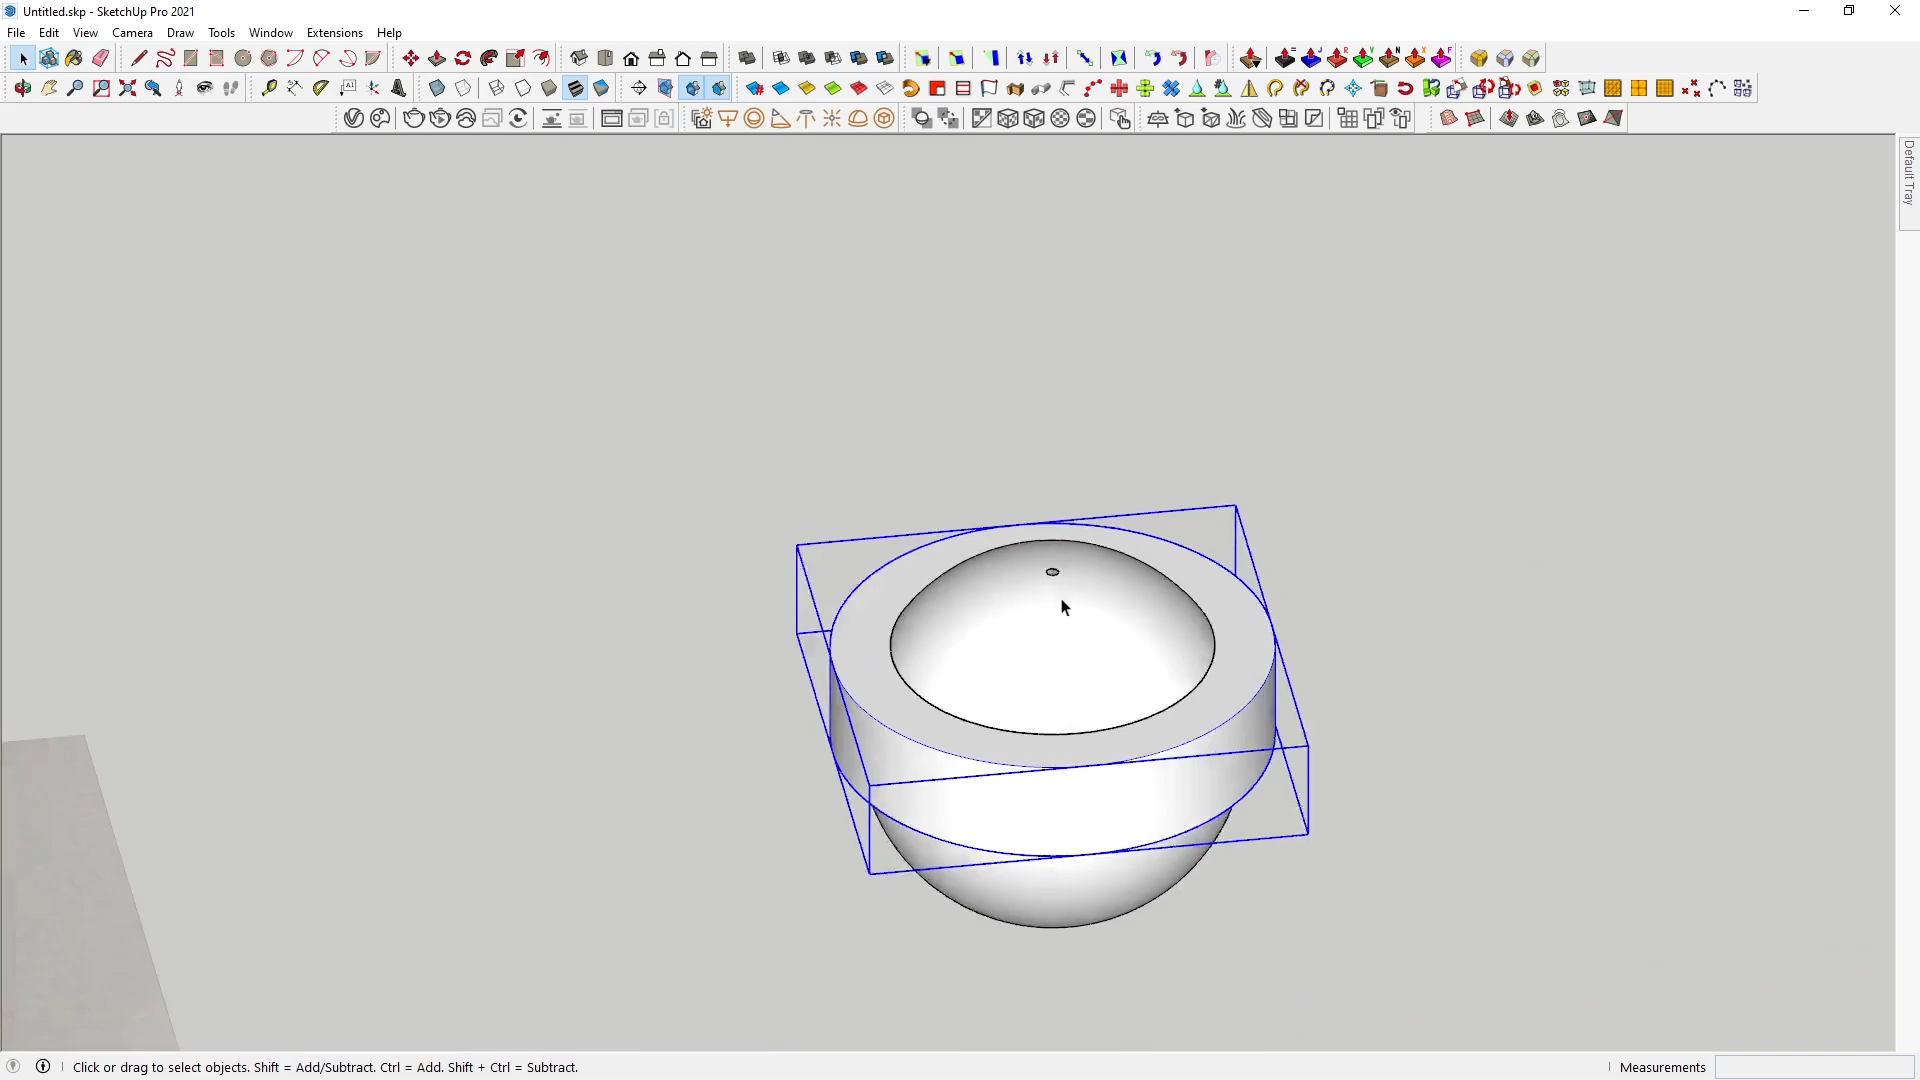 Untitled.skp - SketchUp Pro 2021
File Edit View Camera Draw Tools Window Extensions Help
Default Tray
Click or drag to select objects. Shift = Add/Subtract. Ctrl = Add. Shift + Ctrl = Subtract.
Measurements